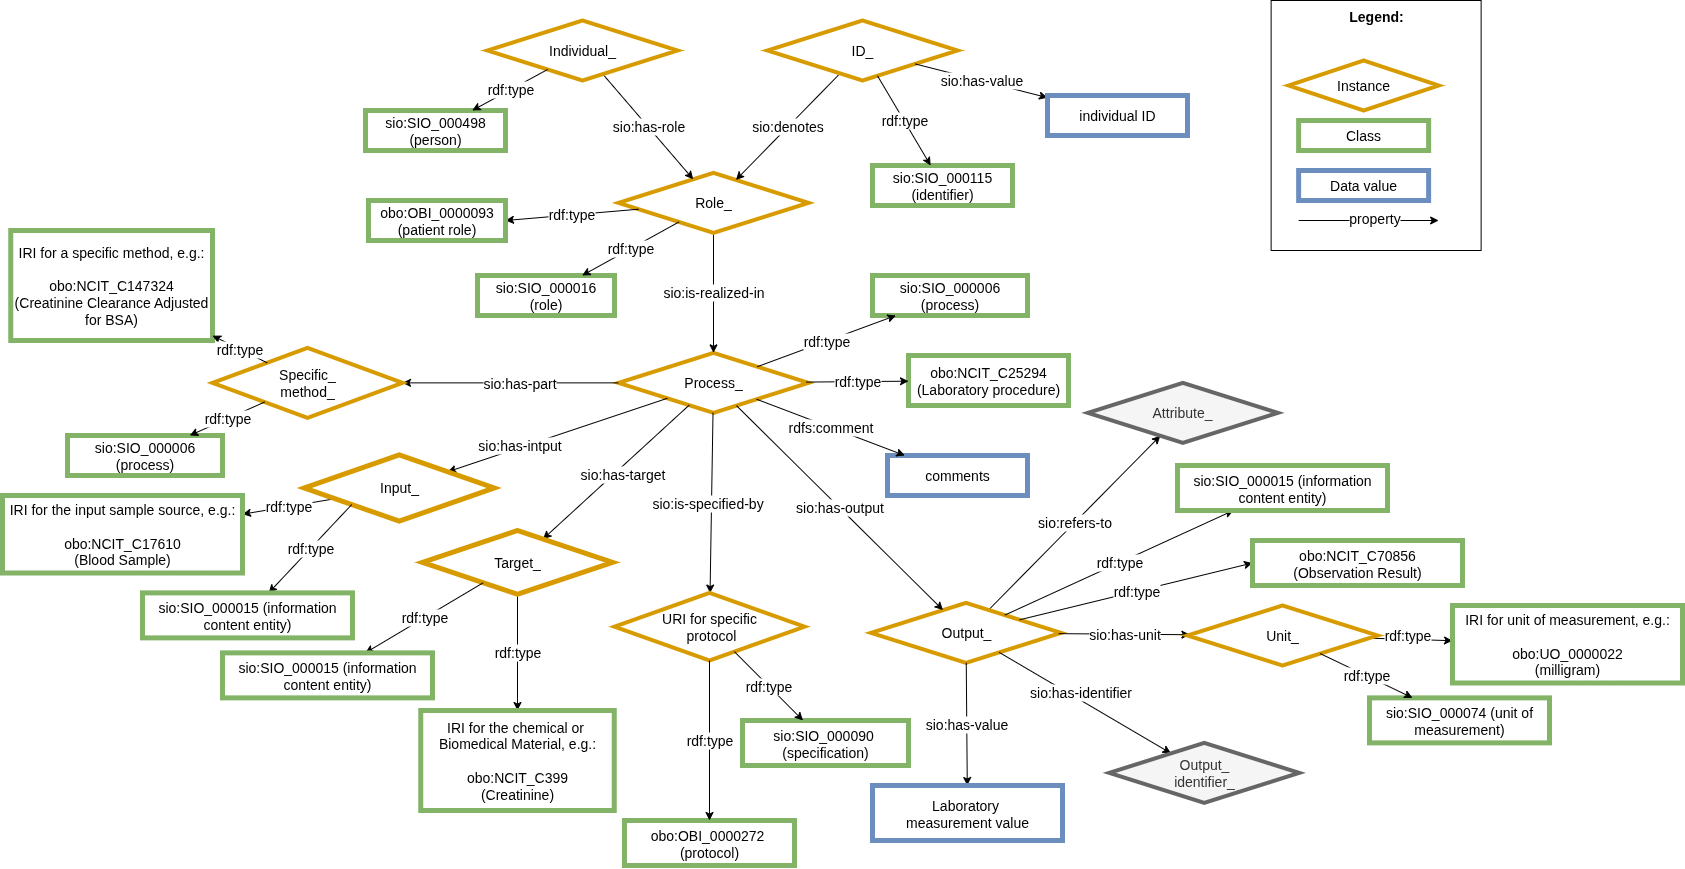 Legend:
Individual_
ID_
sio:has-value
rdf:type
Instance
individual ID
sio:SIO_000498
(person)
sio:has-role
sio:denotes
rdf:type
Class
sio:SIO_000115
(identifier)
Data value
Role_
obo:OBI_0000093
(patient role)
rdf:type
property
rdf:type
IRI for a specific method, e.g.:
obo:NCIT_C147324
(Creatinine Clearance Adjusted
for BSA)
sio:SIO_000016
(role)
sio:is-realized-in
sio:SIO_000006
(process)
rdf:type
rdf:type
Specific_
method_
sio:has-part
Process_
rdf:type
obo:NCIT_C25294
(Laboratory procedure)
Attribute_
rdf:type
rdfs:comment
sio:SIO_000006
(process)
sio:has-intput
sio:has-target
comments
Input_
sio:SIO_000015 (information
content entity)
rdf:type
IRI for the input sample source, e.g.:
obo:NCIT_C17610
(Blood Sample)
sio:is-specified-by
sio:has-output
sio:refers-to
rdf:type
Target_
rdf:type
obo:NCIT_C70856
(Observation Result)
rdf:type
sio:SIO_000015 (information
content entity)
rdf:type
URI for specific
protocol
Output_
sio:has-unit
Unit_
rdf:type
IRI for unit of measurement, e.g.:
obo:UO_0000022
(milligram)
rdf:type
sio:SIO_000015 (information
content entity)
rdf:type
sio:has-identifier
rdf:type
sio:SIO_000074 (unit of
measurement)
IRI for the chemical or
Biomedical Material, e.g.:
obo:NCIT_C399
(Creatinine)
rdf:type
sio:SIO_000090
(specification)
sio:has-value
Output_
identifier_
Laboratory
measurement value
obo:OBI_0000272
(protocol)